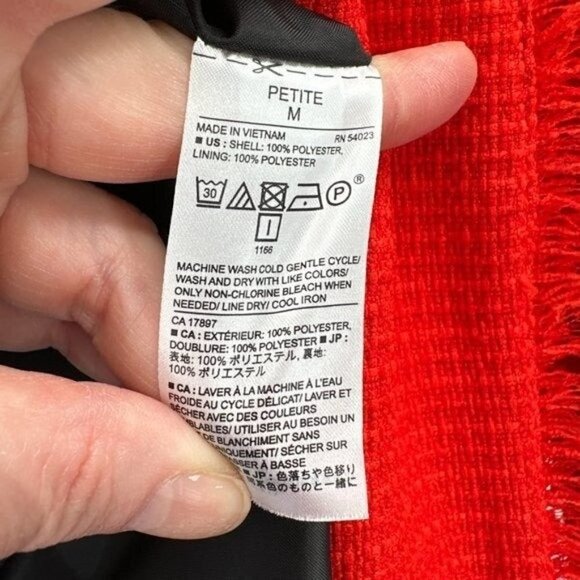 PETITE
M
MADE IN VIETNAM RN 54023
■ US : SHELL: 100% POLYESTER,
LINING: 100% POLYESTER
30 P ®
I
1166
MACHINE WASH COLD GENTLE CYCLE/
WASH AND DRY WITH LIKE COLORS/
ONLY NON-CHLORINE BLEACH WHEN
NEEDED/ LINE DRY/ COOL IRON
CA 17897
■ CA : EXTÉRIEUR: 100% POLYESTER,
DOUBLURE: 100% POLYESTER ■ JP :
表地: 100% ポリエステル, 裏地:
100% ポリエステル
■ CA : LAVER À LA MACHINE À L'EAU
FROIDE AU CYCLE DÉLICAT/ LAVER ET
SÉCHER AVEC DES COULEURS
MBLABLES/ UTILISER AU BESOIN UN
DE BLANCHIMENT SANS
QUEMENT/ SÉCHER SUR
ASSER À BASSE
■ JP : 色落ちや色移り
系色のものと一緒に